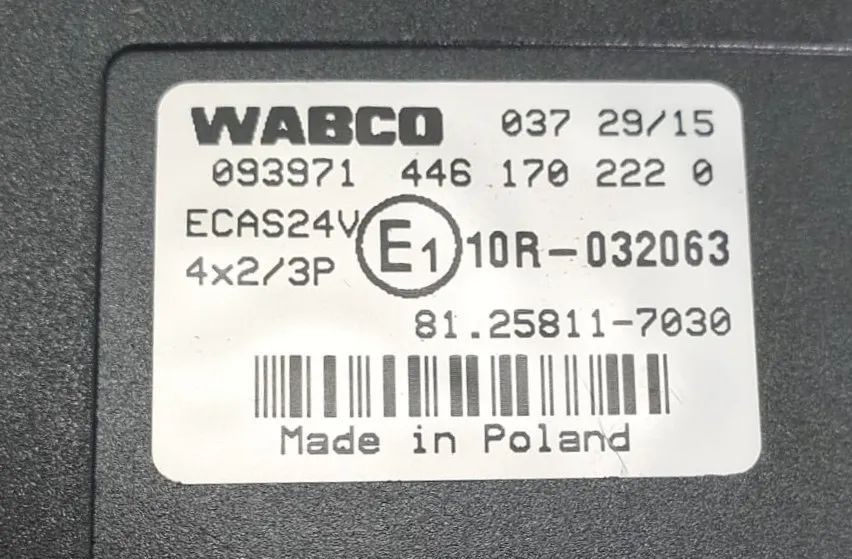 WABCO 037 29/15
093971 446 170 222 0
ECAS24V E1 10R-032063
4x2/3P
81.25811-7030
Made in Poland